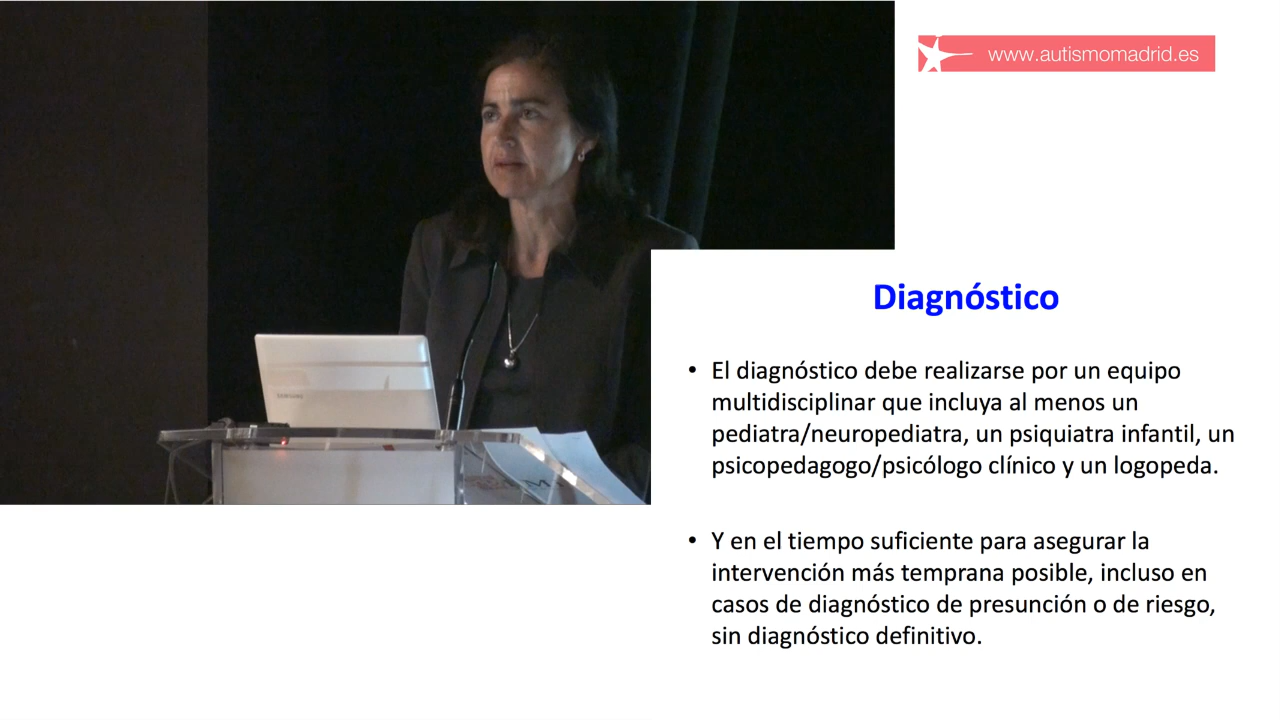 www.autismomadrid.es
Diagnóstico
• El diagnóstico debe realizarse por un equipo
multidisciplinar que incluya al menos un
pediatra/neuropediatra, un psiquiatra infantil, un
psicopedagogo/psicólogo clínico y un logopeda.
• Y en el tiempo suficiente para asegurar la
intervención más temprana posible, incluso en
casos de diagnóstico de presunción o de riesgo,
sin diagnóstico definitivo.
SAMSUNG